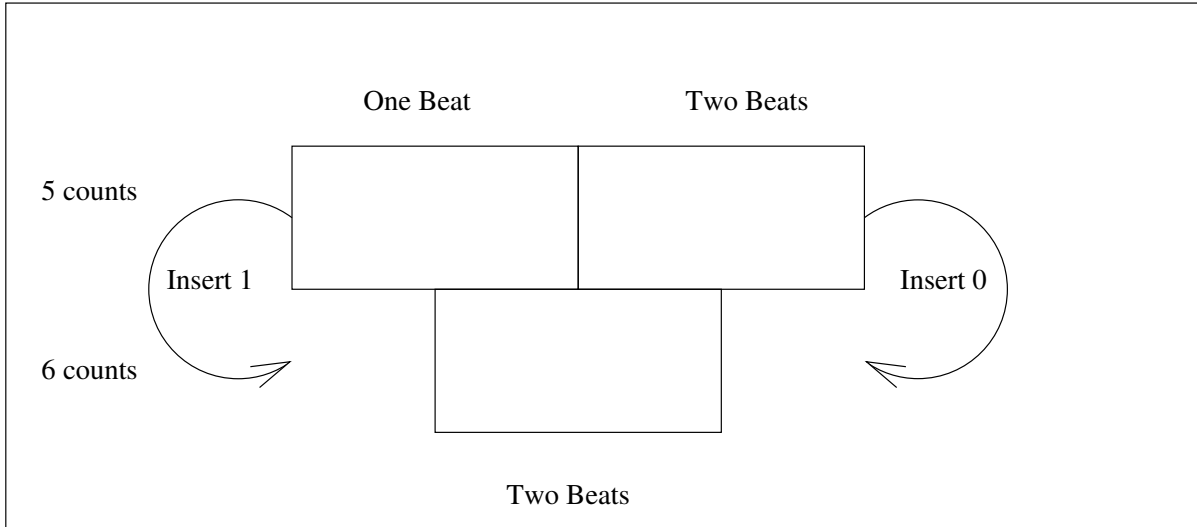 One Beat
Two Beats
5 counts
Insert 1
Insert 0
6 counts
Two Beats